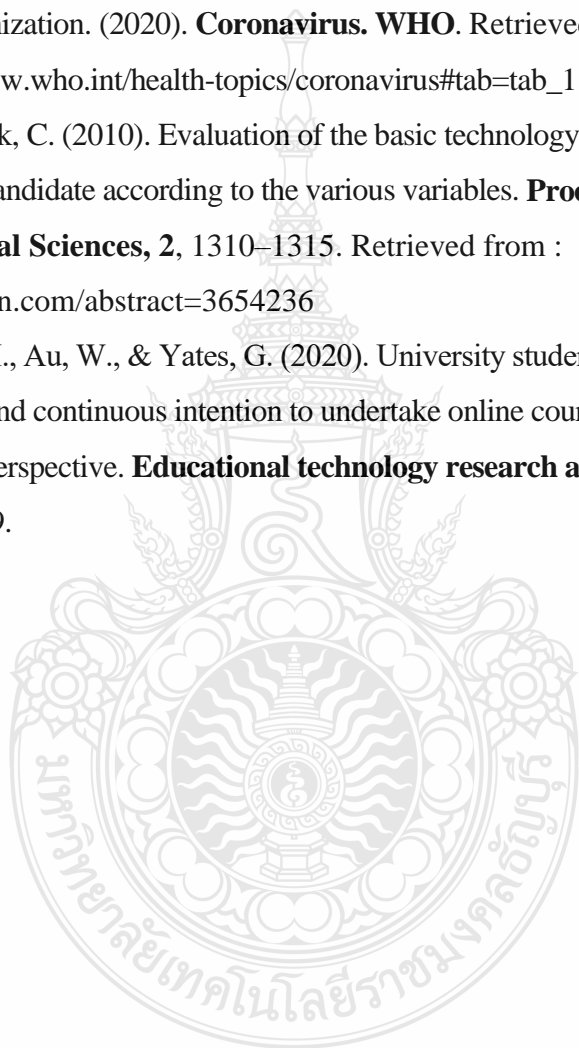 nization. (2020). Coronavirus. WHO. Retrieved
w.who.int/health-topics/coronavirus#tab=tab_1
k, C. (2010). Evaluation of the basic technology
andidate according to the various variables. Proc
al Sciences, 2, 1310–1315. Retrieved from :
n.com/abstract=3654236
I., Au, W., & Yates, G. (2020). University studen
nd continuous intention to undertake online cour
erspective. Educational technology research a
9.
มหาวิทยาลัยเทคโนโลยีราชมงคลธัญบุรี